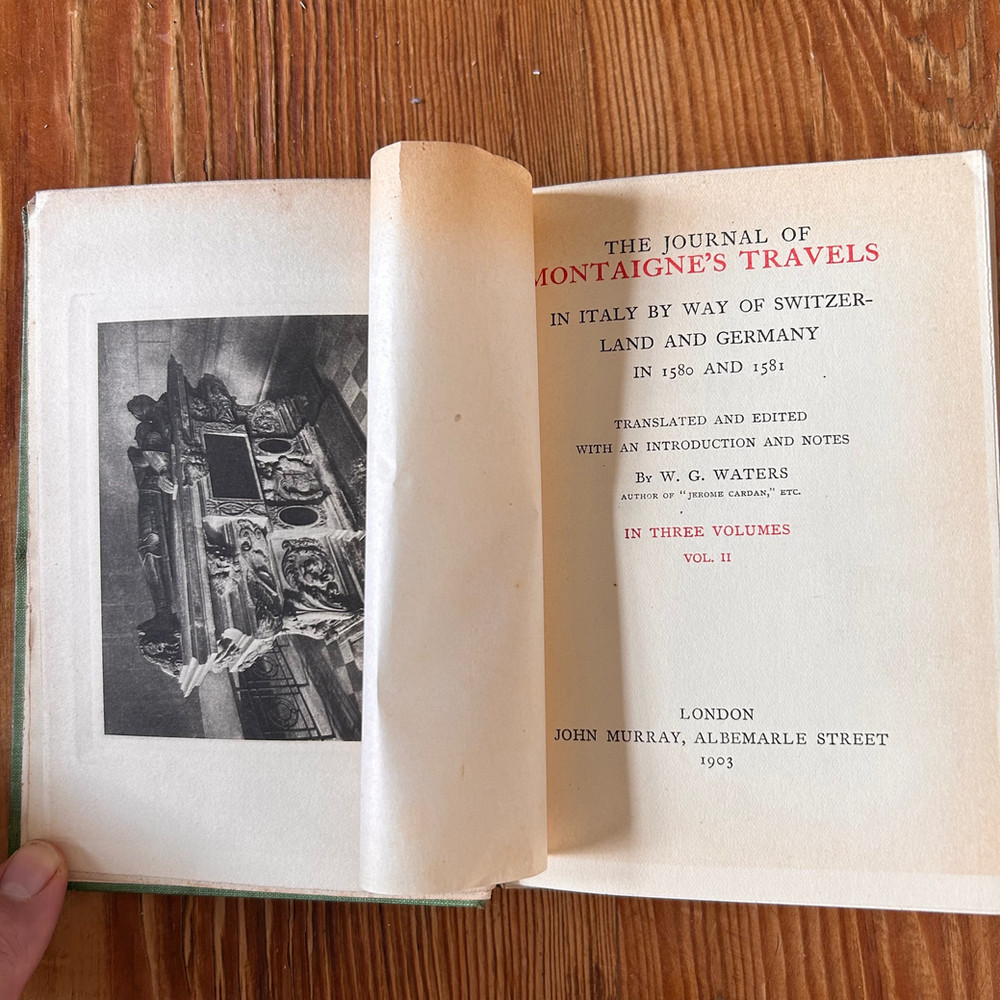 THE JOURNAL OF
MONTAIGNE'S TRAVELS
IN ITALY BY WAY OF SWITZER-
LAND AND GERMANY
IN 1580 AND 1581
TRANSLATED AND EDITED
WITH AN INTRODUCTION AND NOTES
By W. G. WATERS
AUTHOR OF "JEROME CARDAN," ETC.
IN THREE VOLUMES
VOL. II
LONDON
JOHN MURRAY, ALBEMARLE STREET
1903